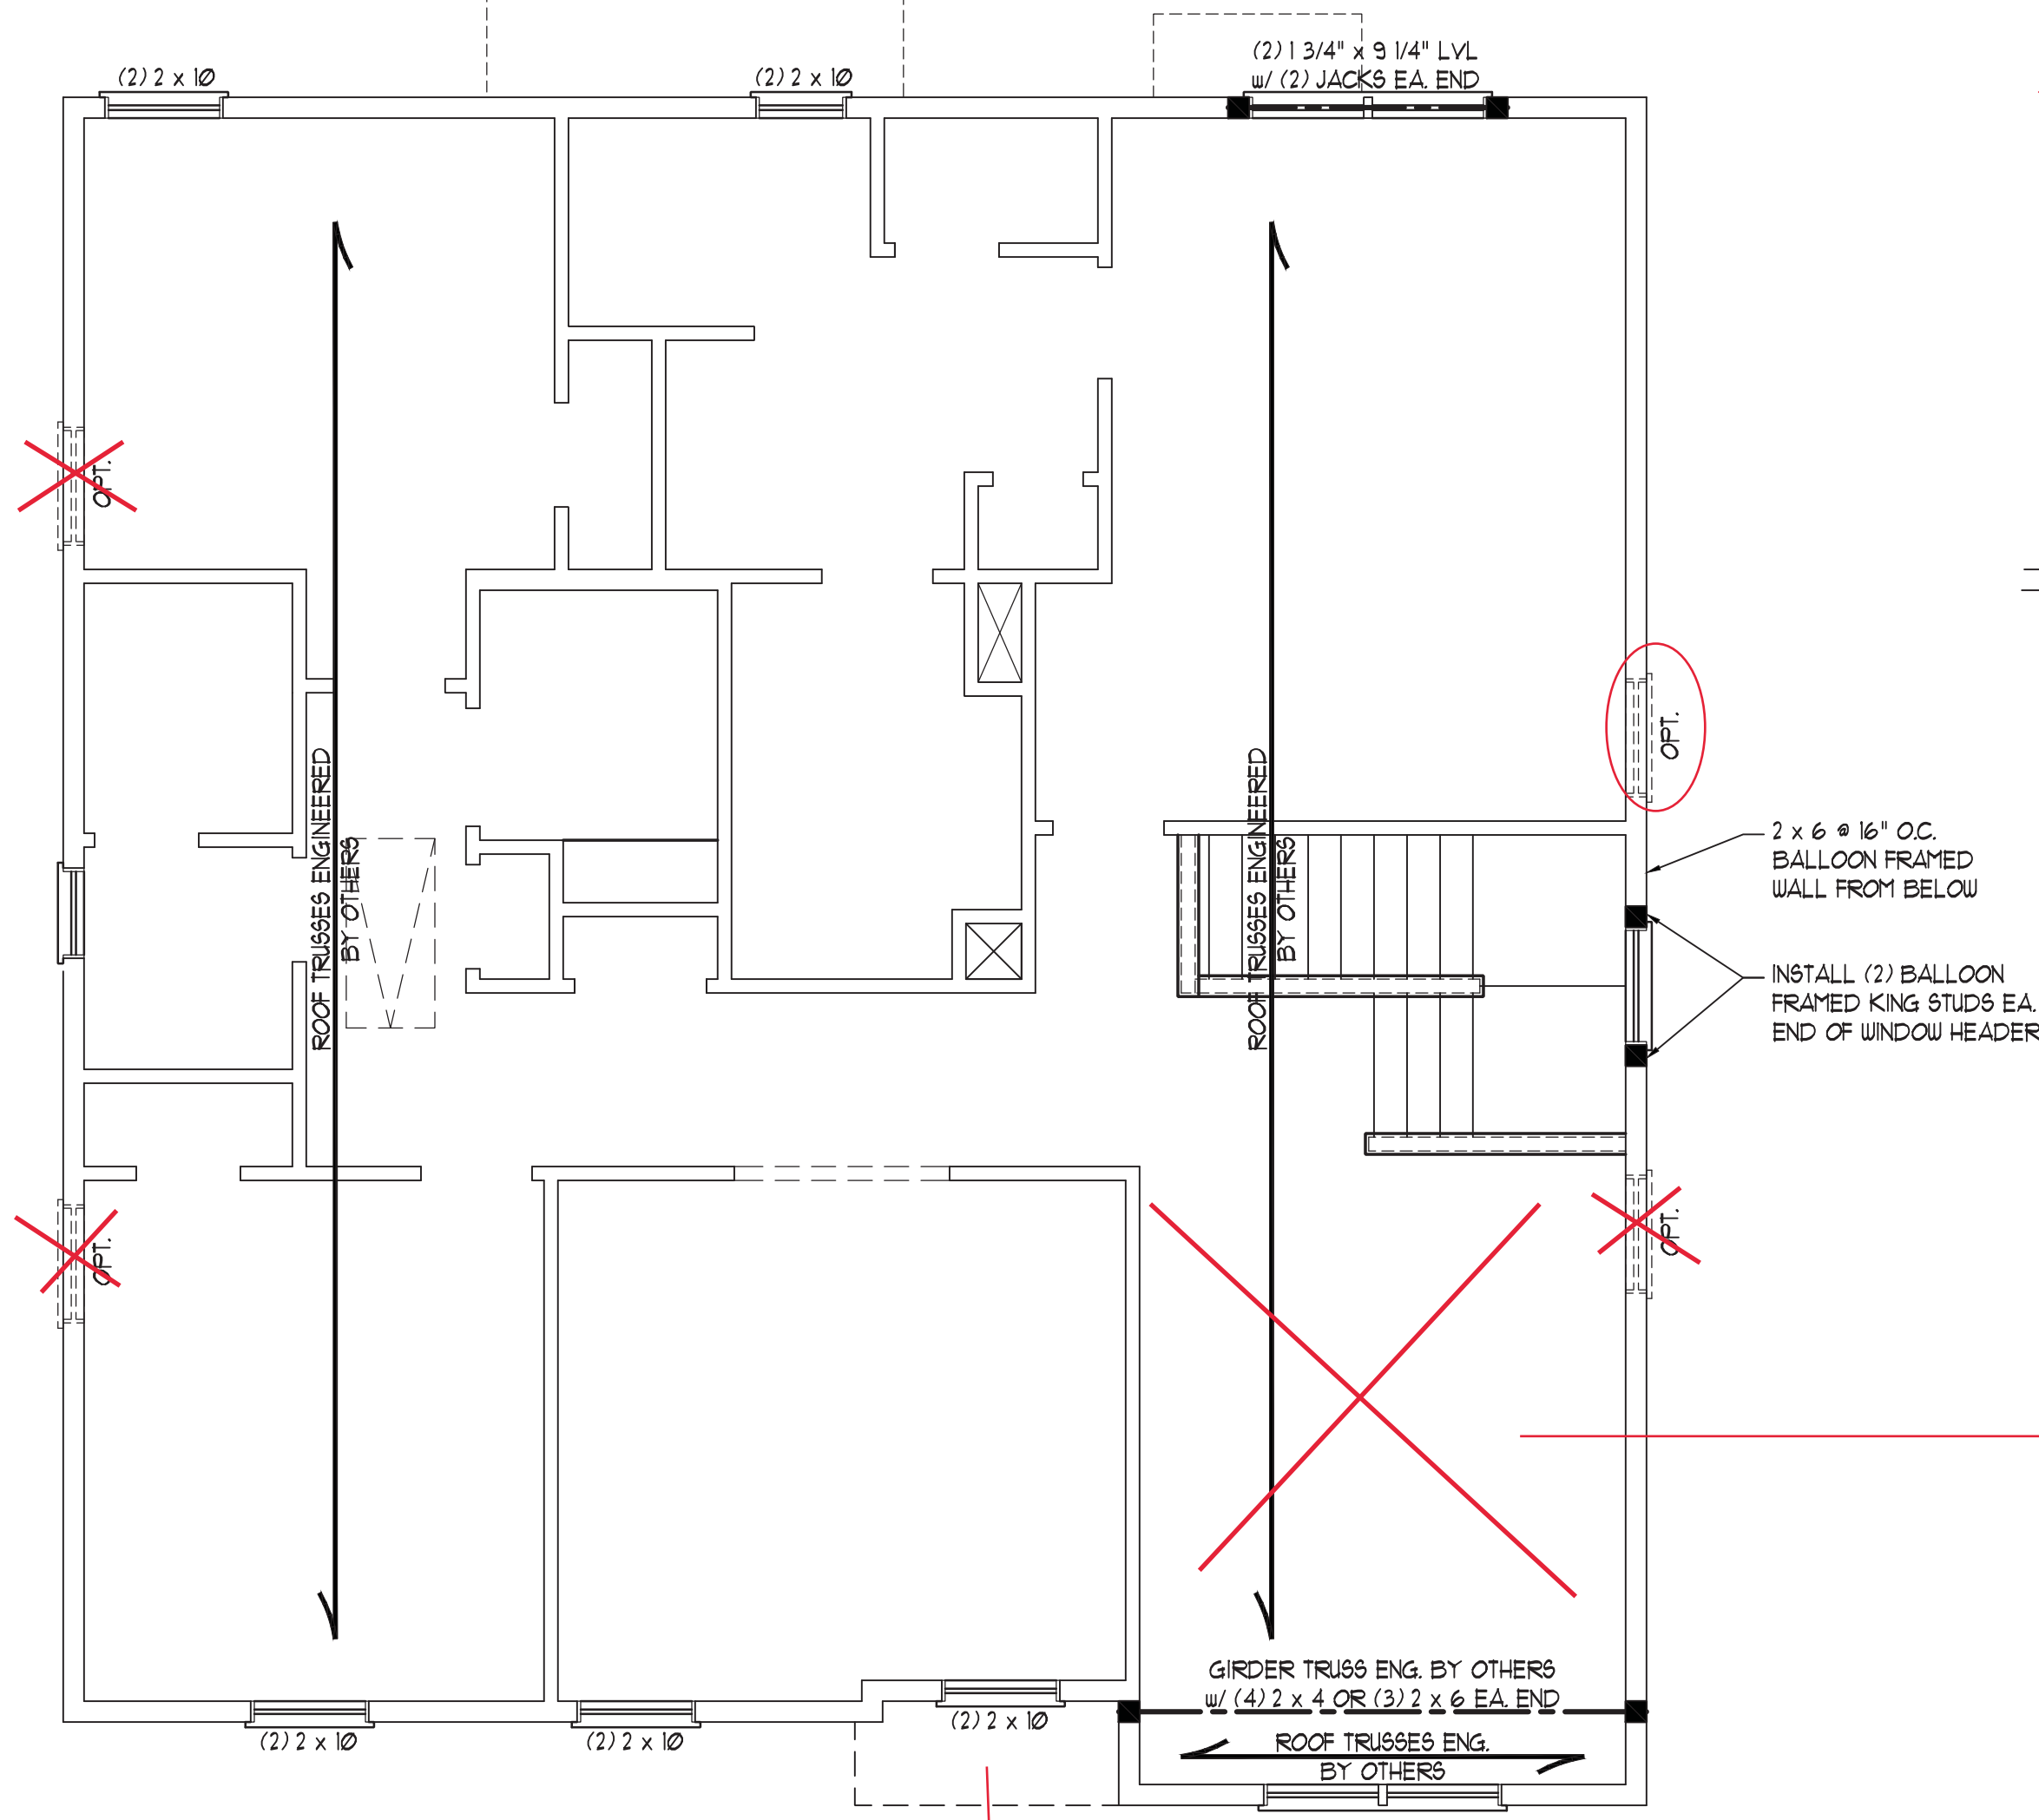 (2) 2 x 10
(2) 2 x 10
(2) 1 3/4" x 9 1/4" LVL
w/ (2) JACKS EA. END
OPT.
OPT.
ROOF TRUSSES ENGINEERED
BY OTHERS
ROOF TRUSSES ENGINEERED
BY OTHERS
2 x 6 @ 16" O.C.
BALLOON FRAMED
WALL FROM BELOW
INSTALL (2) BALLOON
FRAMED KING STUDS EA.
END OF WINDOW HEADER
OPT.
OPT.
GIRDER TRUSS ENG. BY OTHERS
w/ (4) 2 x 4 OR (3) 2 x 6 EA. END
(2) 2 x 10
(2) 2 x 10
(2) 2 x 10
ROOF TRUSSES ENG.
BY OTHERS